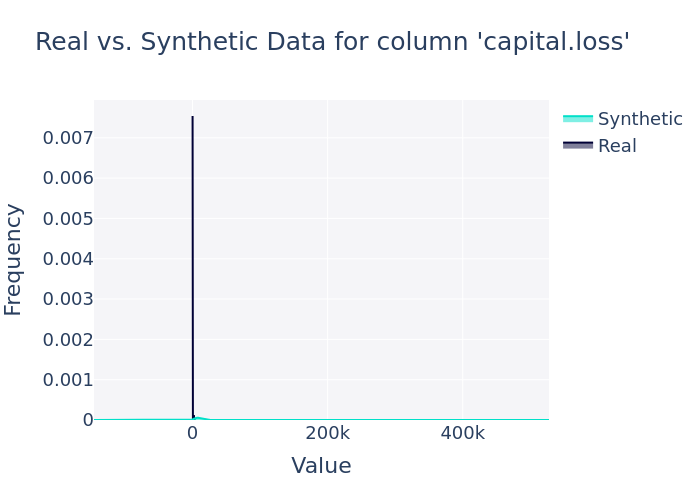 Real vs. Synthetic Data for column 'capital.loss'
Synthetic
Real
Frequency
0.007
0.006
0.005
0.004
0.003
0.002
0.001
0
0
200k
400k
Value